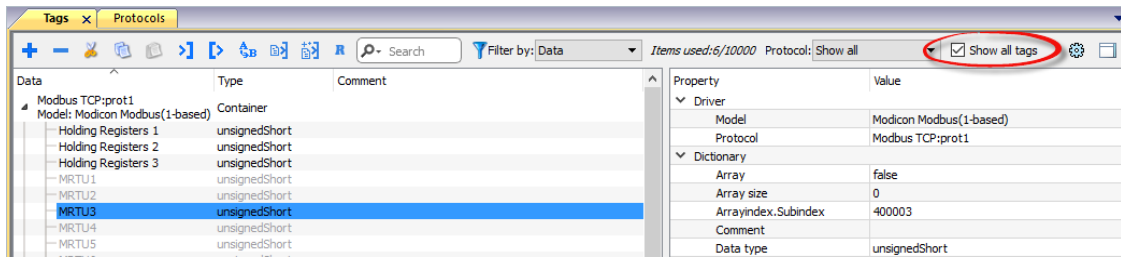 Tags x Protocols
R Search Filter by: Data Items used:6/10000 Protocol: Show all Show all tags
Data Type Comment Property Value
Modbus TCP:prot1
Model: Modicon Modbus(1-based) Container
Driver
Model Modicon Modbus(1-based)
Holding Registers 1 unsignedShort
Protocol Modbus TCP:prot1
Holding Registers 2 unsignedShort
Dictionary
Holding Registers 3 unsignedShort
Array false
MRTU1 unsignedShort
Array size 0
MRTU2 unsignedShort
MRTU3 unsignedShort Arrayindex.Subindex 400003
MRTU4 unsignedShort Comment
MRTU5 unsignedShort Data type unsignedShort